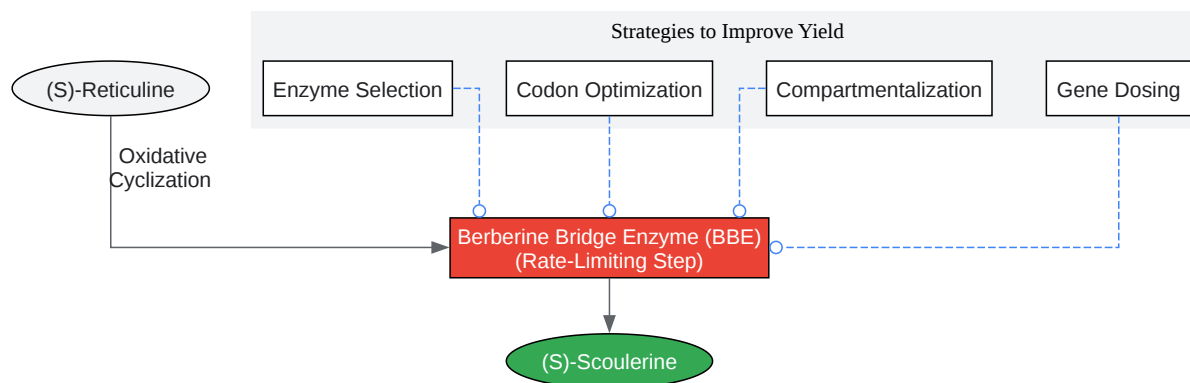 Strategies to Improve Yield
(S)-Reticuline
Enzyme Selection
Codon Optimization
Compartmentalization
Gene Dosing
Oxidative
Cyclization
Berberine Bridge Enzyme (BBE)
(Rate-Limiting Step)
(S)-Scoulerine